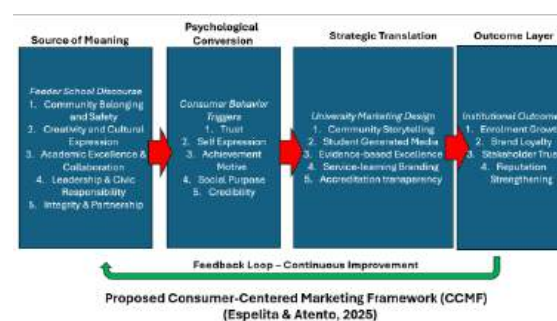 Source of Meaning
Feeder School Discourse
1. Community Belonging
and Safety
2. Creativity and Cultural
Expression
3. Academic Excellence &
Collaboration
4. Leadership & Civic
Responsibility
5. Integrity & Partnership
Psychological
Conversion
Consumer Behavior
Triggers
1. Trust
2. Self Expression
3. Achievement
Motive
4. Social Purpose
5. Credibility
Strategic Translation
University Marketing Design
1. Community Storytelling
2. Student Generated Media
3. Evidence-based Excellence
4. Service-learning Branding
5. Accreditation transparency
Outcome Layer
Institutional Outcome
1. Enrolment Growt
2. Brand Loyalty
3. Stakeholder Trus
4. Reputation
Strengthening
Feedback Loop – Continuous Improvement
Proposed Consumer-Centered Marketing Framework (CCMF)
(Espelita & Atento, 2025)